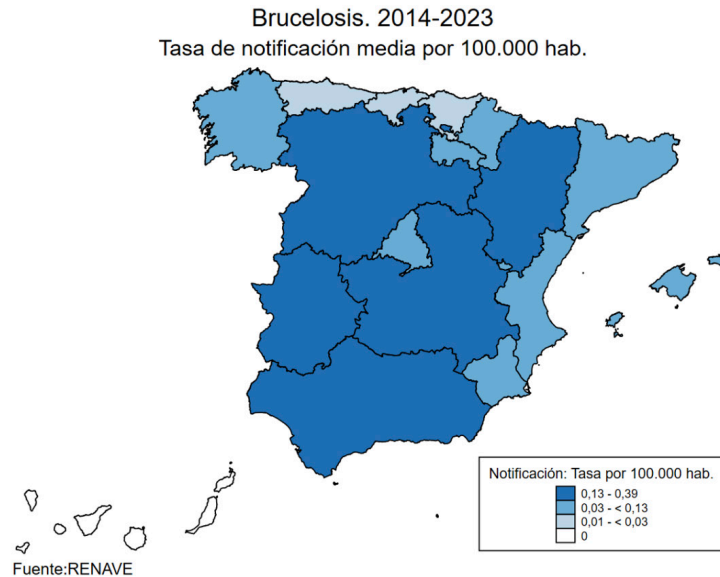 Brucelosis. 2014-2023
Tasa de notificación media por 100.000 hab.
Notificación: Tasa por 100.000 hab.
0,13 - 0,39
0,03 - < 0,13
0,01 - < 0,03
0
Fuente:RENAVE